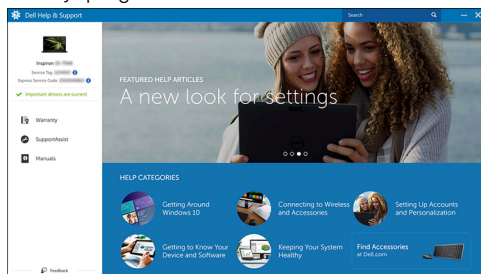 Dell Help & Support
Search
Inspiron
Service Tag
Express Service Code
Important drivers are current
Warranty
SupportAssist
Manuals
Feedback
FEATURED HELP ARTICLES
A new look for settings
HELP CATEGORIES
Getting Around
Windows 10
Connecting to Wireless
and Accessories
Setting Up Accounts
and Personalization
Getting to Know Your
Device and Software
Keeping Your System
Healthy
Find Accessories
at Dell.com